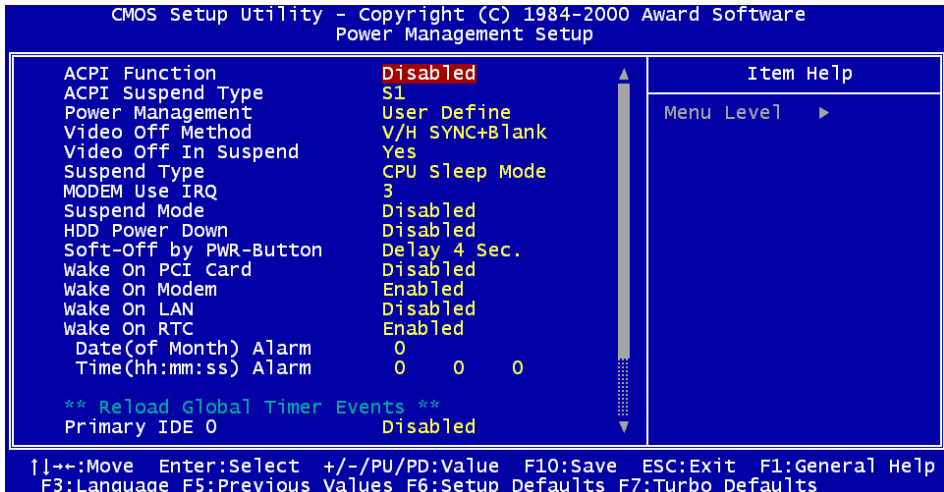 CMOS Setup Utility - Copyright (C) 1984-2000 Award Software
Power Management Setup
ACPI Function Disabled
ACPI Suspend Type S1
Power Management User Define
Video Off Method V/H SYNC+Blank
Video Off In Suspend Yes
Suspend Type CPU Sleep Mode
MODEM Use IRQ 3
Suspend Mode Disabled
HDD Power Down Disabled
Soft-Off by PWR-Button Delay 4 Sec.
Wake On PCI Card Disabled
Wake On Modem Enabled
Wake On LAN Disabled
Wake On RTC Enabled
Date(of Month) Alarm 0
Time(hh:mm:ss) Alarm 0 0 0
** Reload Global Timer Events **
Primary IDE 0 Disabled
Item Help
Menu Level ▶
↑↓→←:Move Enter:Select +/-/PU/PD:Value F10:Save ESC:Exit F1:General Help
F3:Language F5:Previous Values F6:Setup Defaults F7:Turbo Defaults